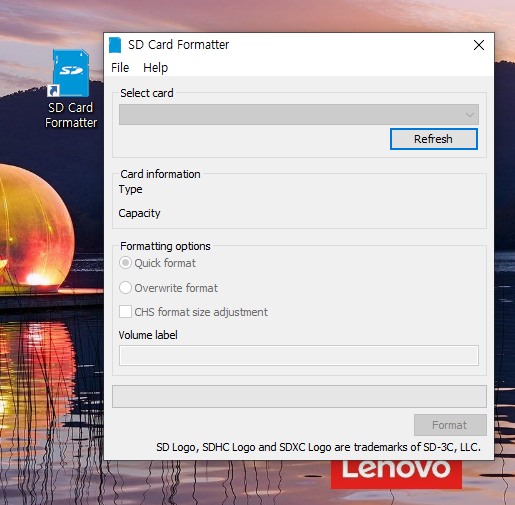 SD Card Formatter
File Help
SD
SD Card
Formatter
Select card
Refresh
Card information
Type
Capacity
Formatting options
Quick format
Overwrite format
CHS format size adjustment
Volume label
Format
SD Logo, SDHC Logo and SDXC Logo are trademarks of SD-3C, LLC.
Lenovo